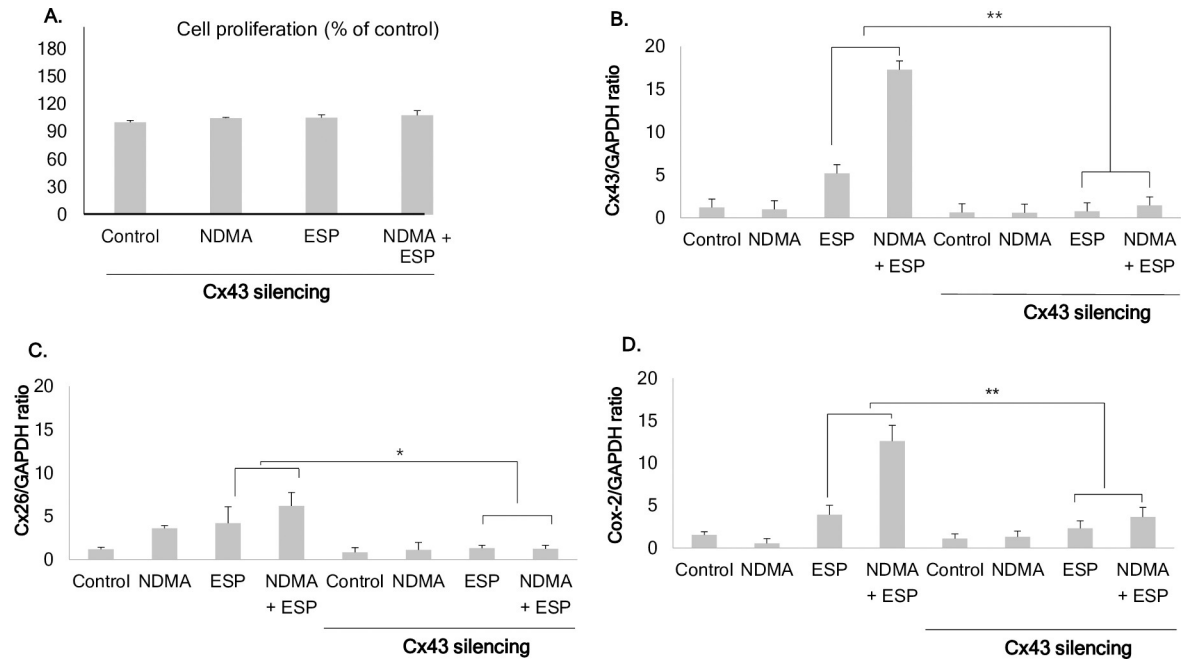 A.
Cell proliferation (% of control)
180
150
120
90
60
30
0
Control NDMA ESP NDMA +
ESP
Cx43 silencing
B.
**
Cx43/GAPDH ratio
20
15
10
5
0
Control NDMA ESP NDMA Control NDMA ESP NDMA
+ ESP + ESP
Cx43 silencing
C.
*
Cx26/GAPDH ratio
20
15
10
5
0
Control NDMA ESP NDMA Control NDMA ESP NDMA
+ ESP + ESP
Cx43 silencing
D.
**
Cox-2/GAPDH ratio
20
15
10
5
0
Control NDMA ESP NDMA Control NDMA ESP NDMA
+ ESP + ESP
Cx43 silencing